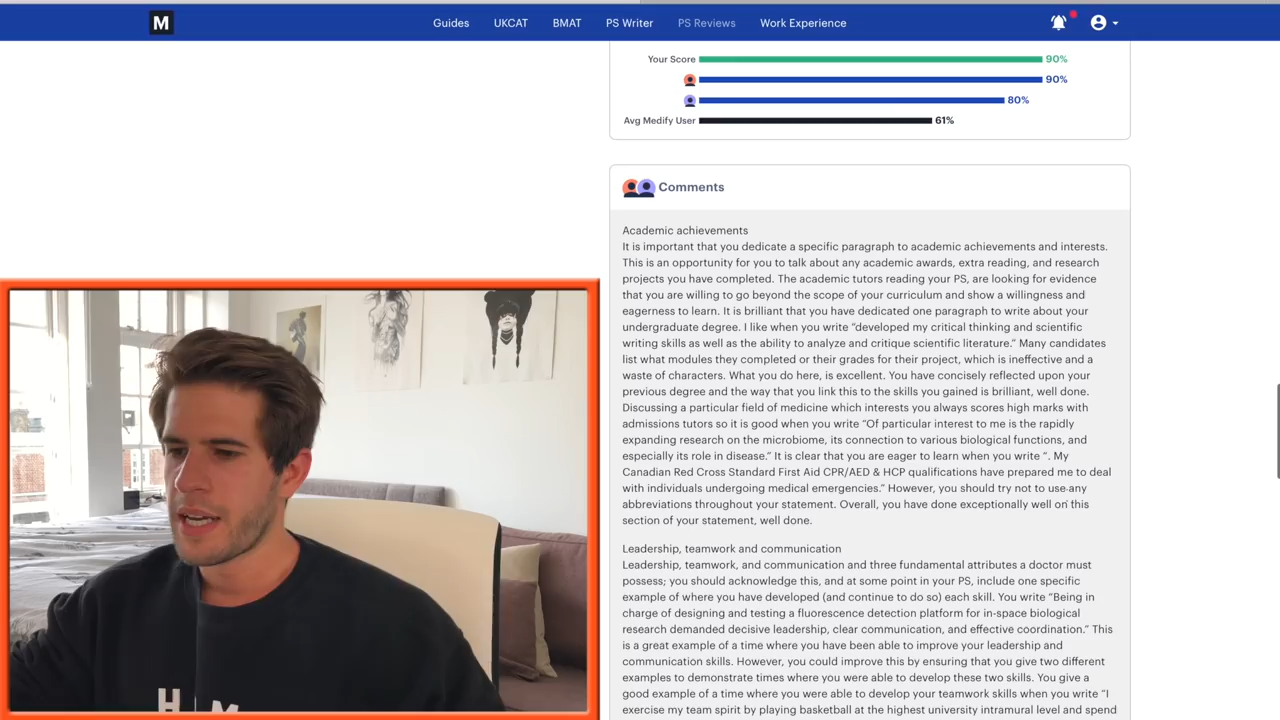 M Guides UKCAT BMAT PS Writer PS Reviews Work Experience
Your Score 90%
90%
80%
Avg Medify User 61%
Comments
Academic achievements
It is important that you dedicate a specific paragraph to academic achievements and interests.
This is an opportunity for you to talk about any academic awards, extra reading, and research
projects you have completed. The academic tutors reading your PS, are looking for evidence
that you are willing to go beyond the scope of your curriculum and show a willingness and
eagerness to learn. It is brilliant that you have dedicated one paragraph to write about your
undergraduate degree. I like when you write “developed my critical thinking and scientific
writing skills as well as the ability to analyze and critique scientific literature.” Many candidates
list what modules they completed or their grades for their project, which is ineffective and a
waste of characters. What you do here, is excellent. You have concisely reflected upon your
previous degree and the way that you link this to the skills you gained is brilliant, well done.
Discussing a particular field of medicine which interests you always scores high marks with
admissions tutors so it is good when you write “Of particular interest to me is the rapidly
expanding research on the microbiome, its connection to various biological functions, and
especially its role in disease.” It is clear that you are eager to learn when you write “. My
Canadian Red Cross Standard First Aid CPR/AED & HCP qualifications have prepared me to deal
with individuals undergoing medical emergencies.” However, you should try not to use any
abbreviations throughout your statement. Overall, you have done exceptionally well on this
section of your statement, well done.
Leadership, teamwork and communication
Leadership, teamwork, and communication and three fundamental attributes a doctor must
possess; you should acknowledge this, and at some point in your PS, include one specific
example of where you have developed (and continue to do so) each skill. You write “Being in
charge of designing and testing a fluorescence detection platform for in-space biological
research demanded decisive leadership, clear communication, and effective coordination.” This
is a great example of a time where you have been able to improve your leadership and
communication skills. However, you could improve this by ensuring that you give two different
examples to demonstrate times where you were able to develop these two skills. You give a
good example of a time where you were able to develop your teamwork skills when you write “I
exercise my team spirit by playing basketball at the highest university intramural level and spend